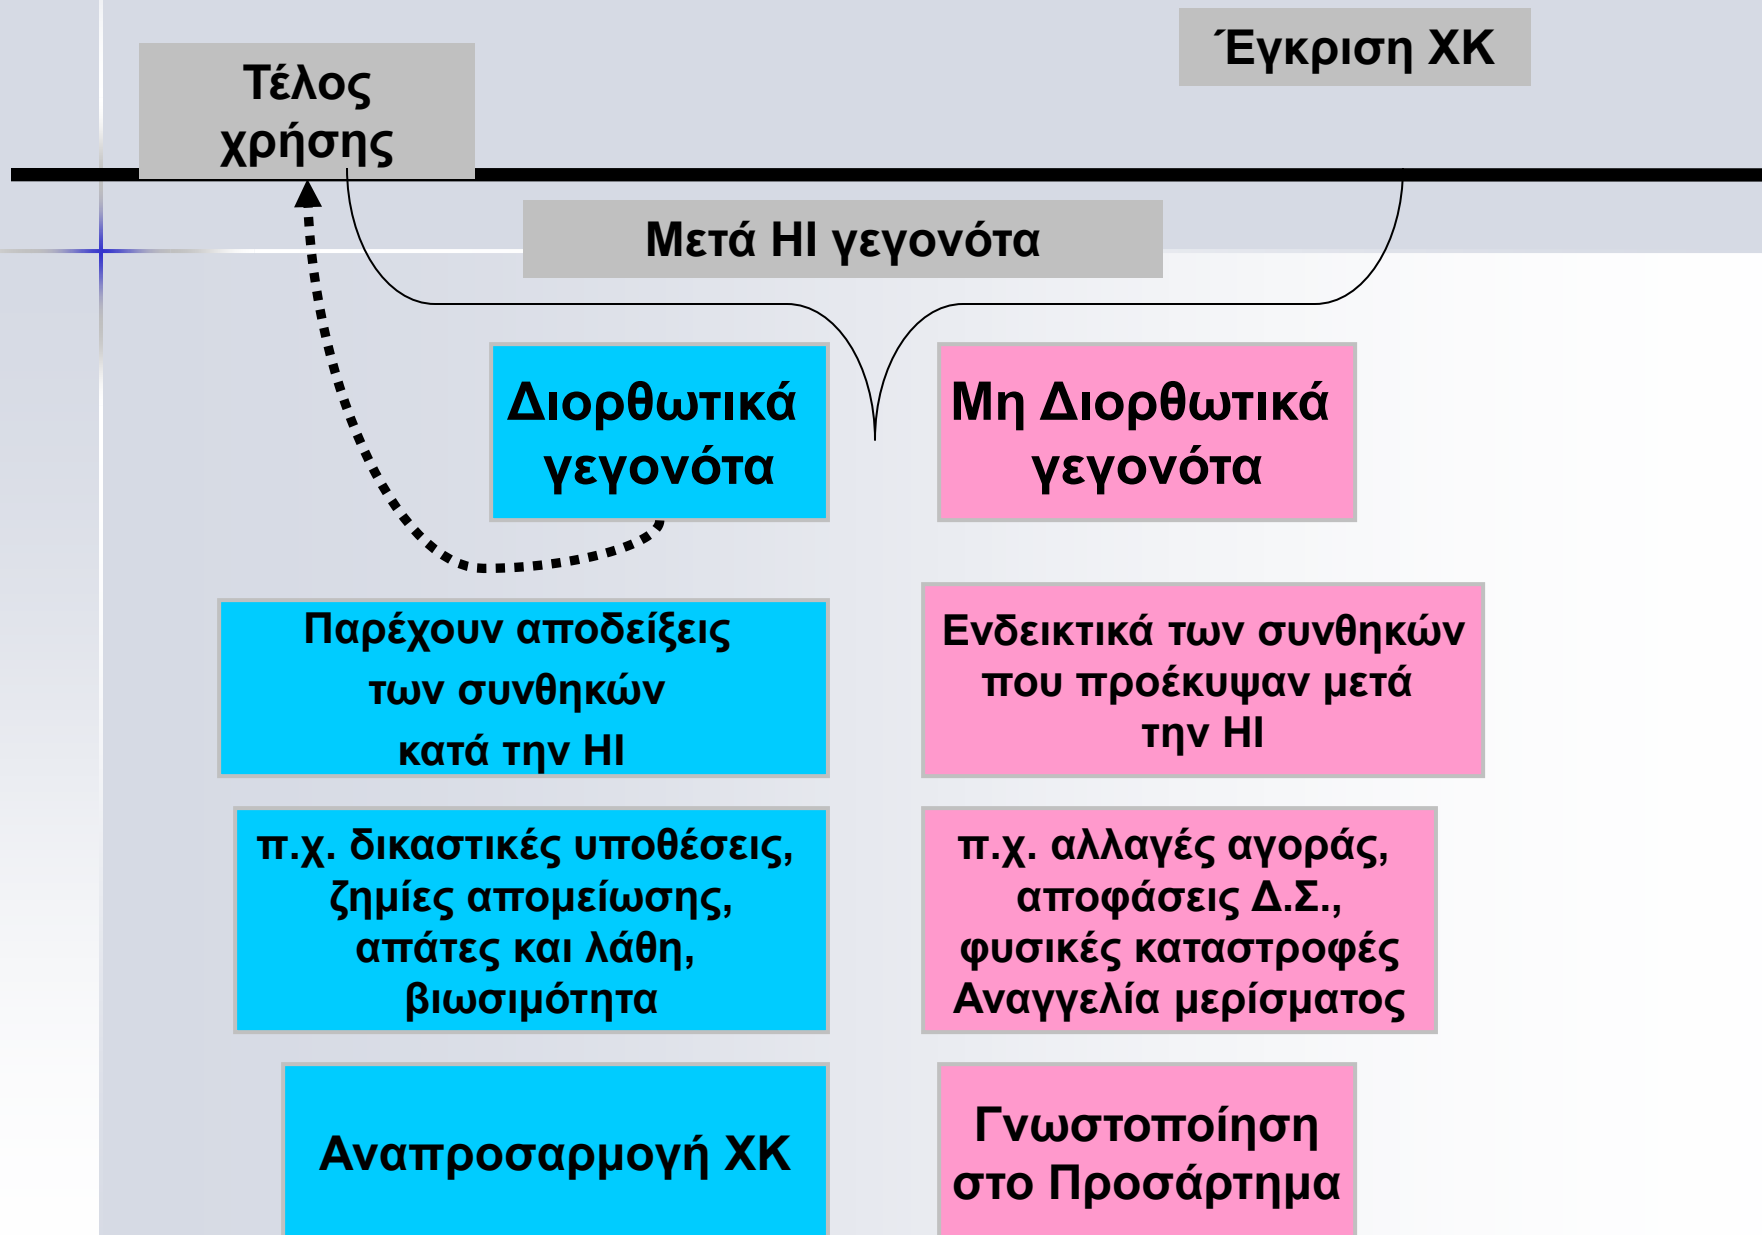 Τέλος
χρήσης
Έγκριση ΧΚ
Μετά ΗΙ γεγονότα
Διορθωτικά
γεγονότα
Μη Διορθωτικά
γεγονότα
Παρέχουν αποδείξεις
των συνθηκών
κατά την ΗΙ
Ενδεικτικά των συνθηκών
που προέκυψαν μετά
την ΗΙ
π.χ. δικαστικές υποθέσεις,
ζημίες απομείωσης,
απάτες και λάθη,
βιωσιμότητα
π.χ. αλλαγές αγοράς,
αποφάσεις Δ.Σ.,
φυσικές καταστροφές
Αναγγελία μερίσματος
Αναπροσαρμογή ΧΚ
Γνωστοποίηση
στο Προσάρτημα